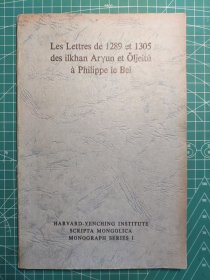 Les Lettres de 1289 et 1305
des ilkhan Aryun et Öljeitü
à Philippe le Bel
HARVARD-YENCHING INSTITUTE
SCRIPTA MONGOLICA
MONOGRAPH SERIES I